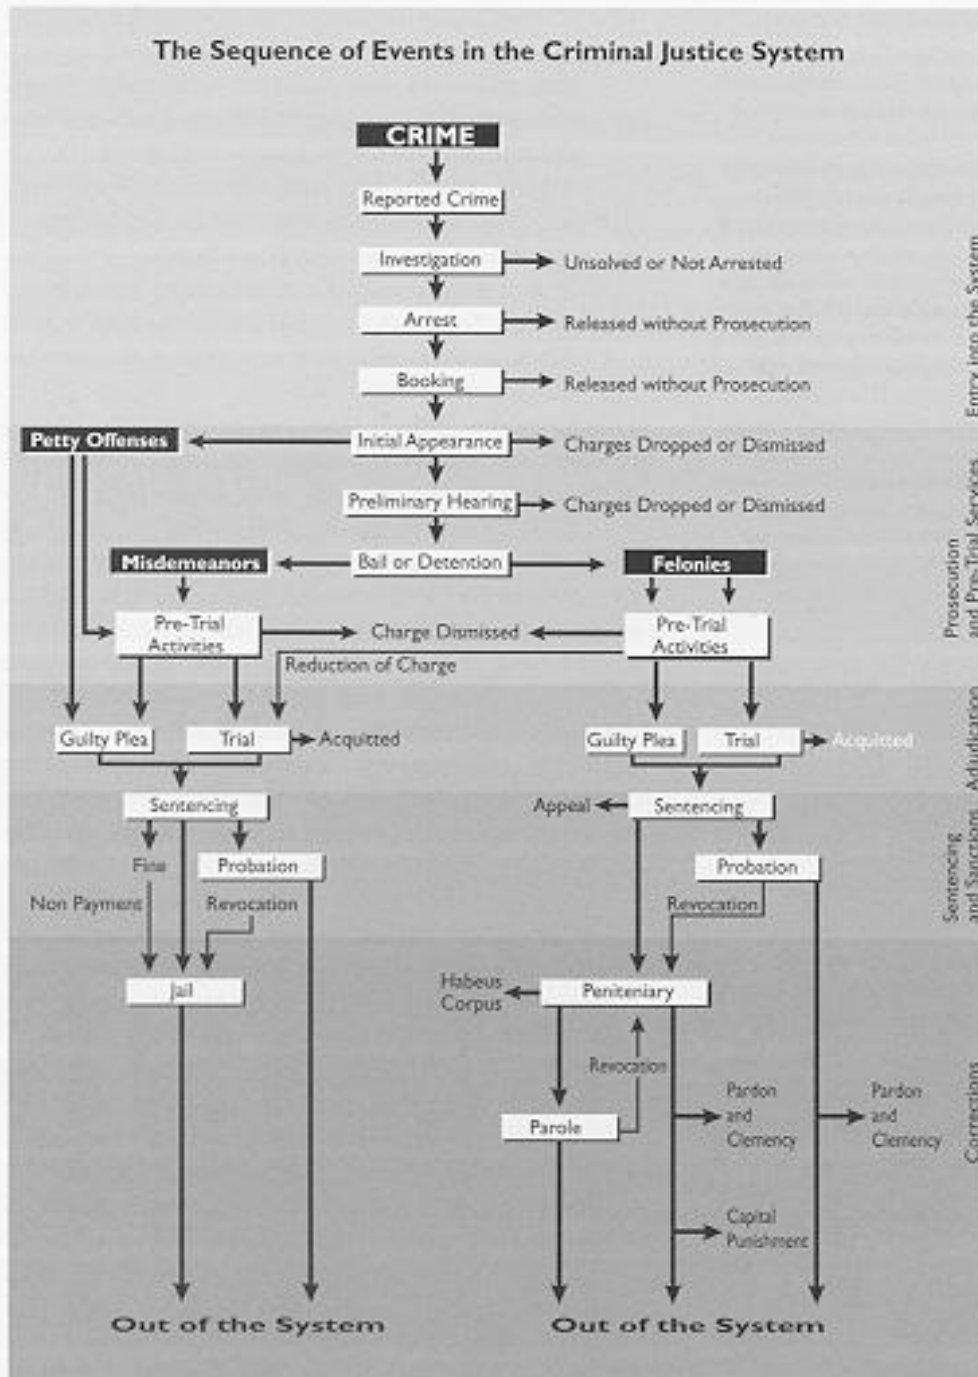 The Sequence of Events in the Criminal Justice System
CRIME
Reported Crime
Investigation
Unsolved or Not Arrested
Arrest
Released without Prosecution
Booking
Released without Prosecution
Entry into the System
Petty Offenses
Initial Appearance
Charges Dropped or Dismissed
Preliminary Hearing
Charges Dropped or Dismissed
Misdemeanors
Bail or Detention
Felonies
Pre-Trial
Activities
Charge Dismissed
Pre-Trial
Activities
Reduction of Charge
Prosecution
and Pre-Trial Services
Guilty Plea
Trial
Acquitted
Guilty Plea
Trial
Acquitted
Adjudication
Sentencing
Appeal
Sentencing
Fine
Probation
Probation
Non Payment
Revocation
Revocation
Sentencing
and Sanctions
Jail
Habeus
Corpus
Peniteniary
Revocation
Parole
Pardon
and
Clemency
Pardon
and
Clemency
Capital
Punishment
Corrections
Out of the System
Out of the System